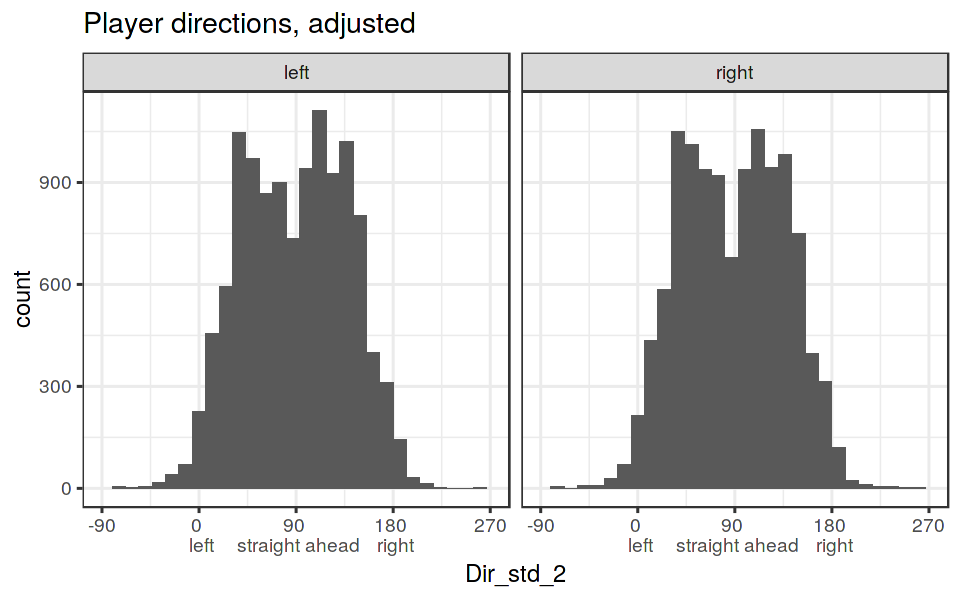 Player directions, adjusted
left right
count
900
600
300
0
-90 0 90 180 270 -90 0 90 180 270
left straight ahead right left straight ahead right
Dir_std_2